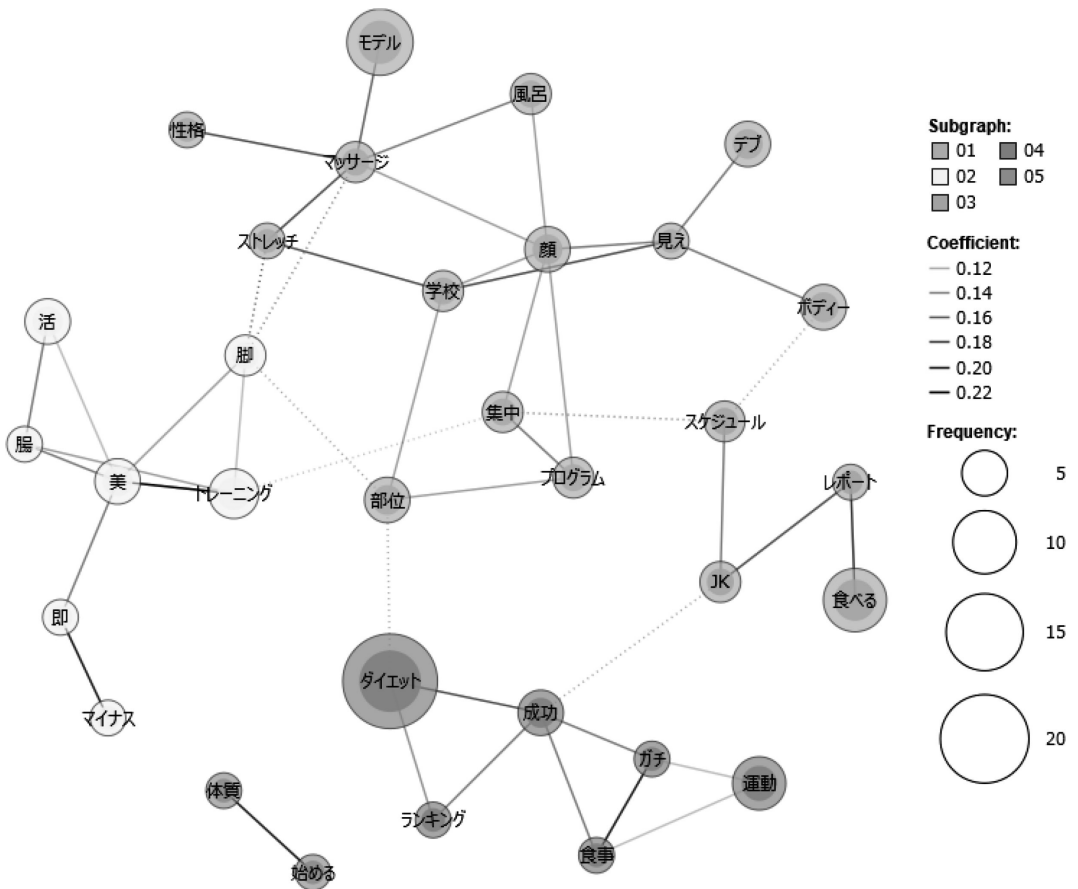 モデル
風呂
性格
マッサージ
デブ
ストレッチ
顔
見え
学校
ボディー
活
脚
集中
スケジュール
腸
美
トレーニング
部位
プログラム
レポート
JK
食べる
即
マイナス
ダイエット
成功
ガチ
運動
体質
ランキング
食事
始める
Subgraph:
01 04
02 05
03
Coefficient:
0.12
0.14
0.16
0.18
0.20
0.22
Frequency:
5
10
15
20